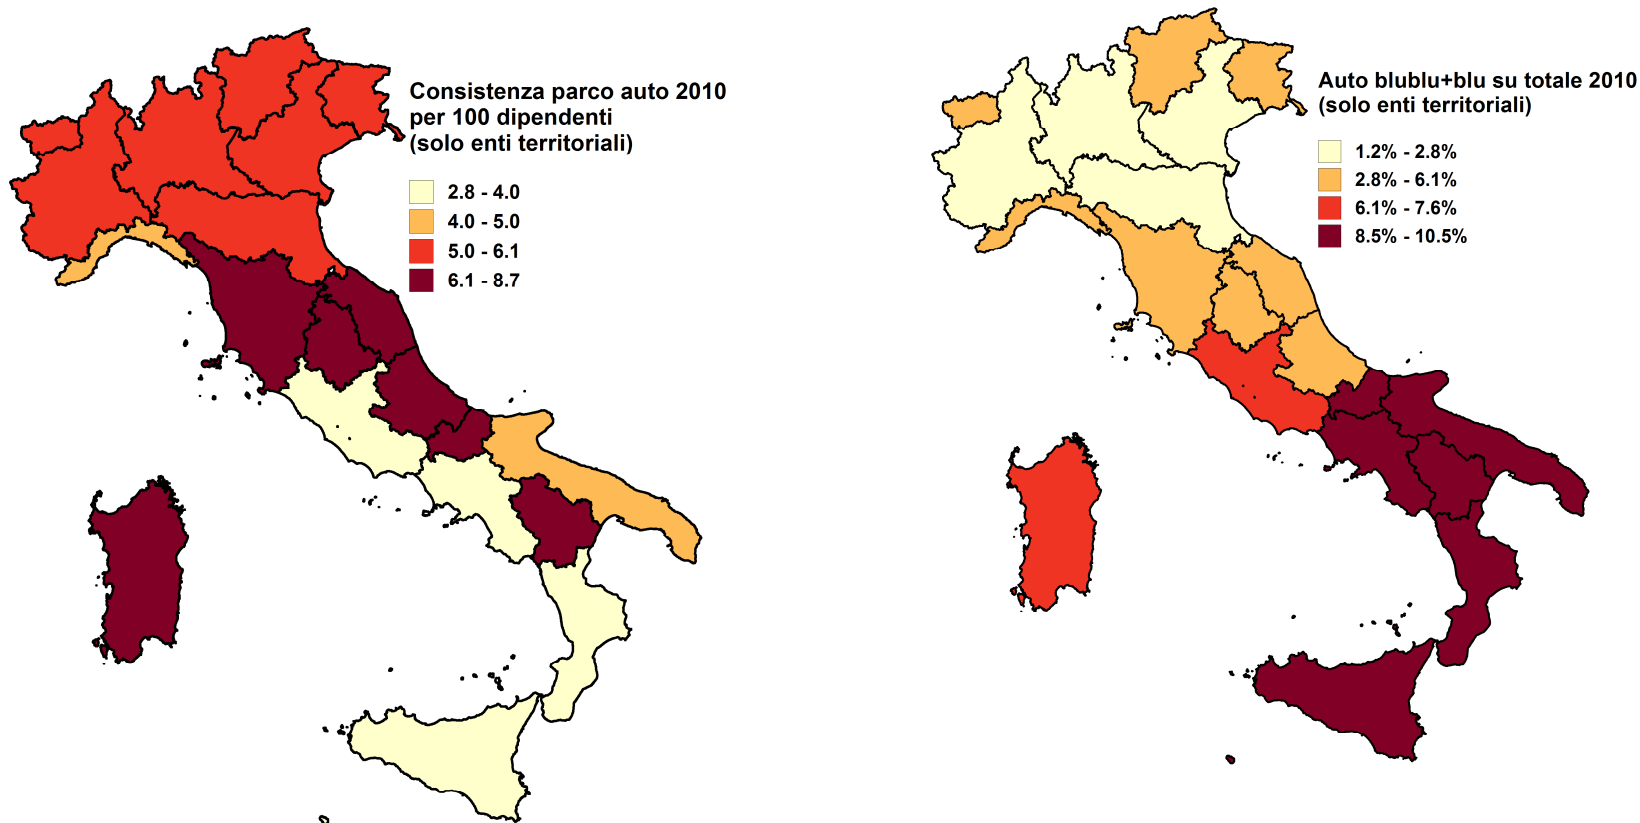 Consistenza parco auto 2010
per 100 dipendenti
(solo enti territoriali)
2.8 - 4.0
4.0 - 5.0
5.0 - 6.1
6.1 - 8.7
Auto blublu+blu su totale 2010
(solo enti territoriali)
1.2% - 2.8%
2.8% - 6.1%
6.1% - 7.6%
8.5% - 10.5%